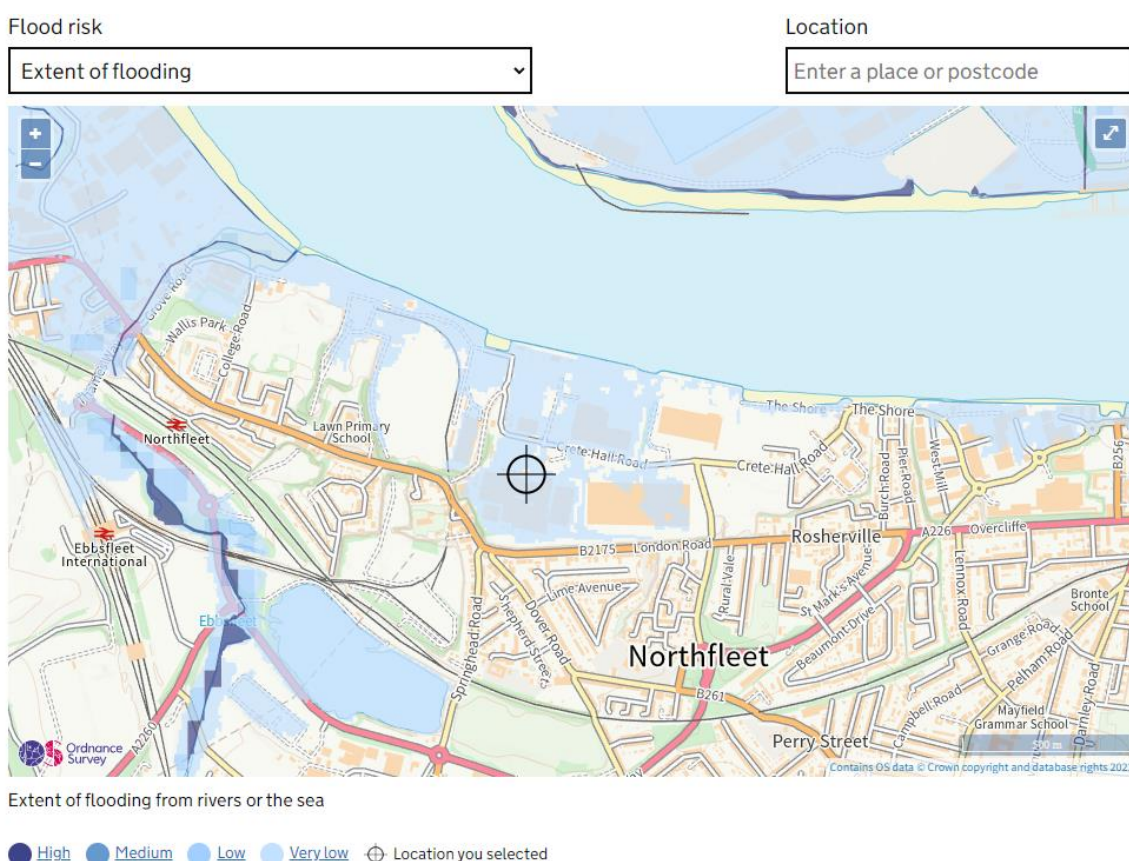 Flood risk
Location
Extent of flooding
Enter a place or postcode
+
−
Grove Road
Wallis Park
College Road
Thames Way
Northfleet
Lawn Primary
School
The Shore
The Shore
Crete Hall Road
Crete Hall Road
Burch Road
Pier Road
West Mill
B256
Ebbsfleet
International
B2175
London Road
Rosherville
A226
Overcliffe
Lime Avenue
Rural Vale
St Mark's Avenue
Lennox Road
Bronte
School
Shepherd Street
Dover Road
Springhead Road
Beaumont Drive
Grange Road
Pelham Road
Northfleet
B261
Campbell Road
Mayfield
Grammar School
Darnley Road
A2260
Perry Street
500 m
Ordnance
Survey
Contains OS data © Crown copyright and database rights
Extent of flooding from rivers or the sea
High Medium Low Very low Location you selected